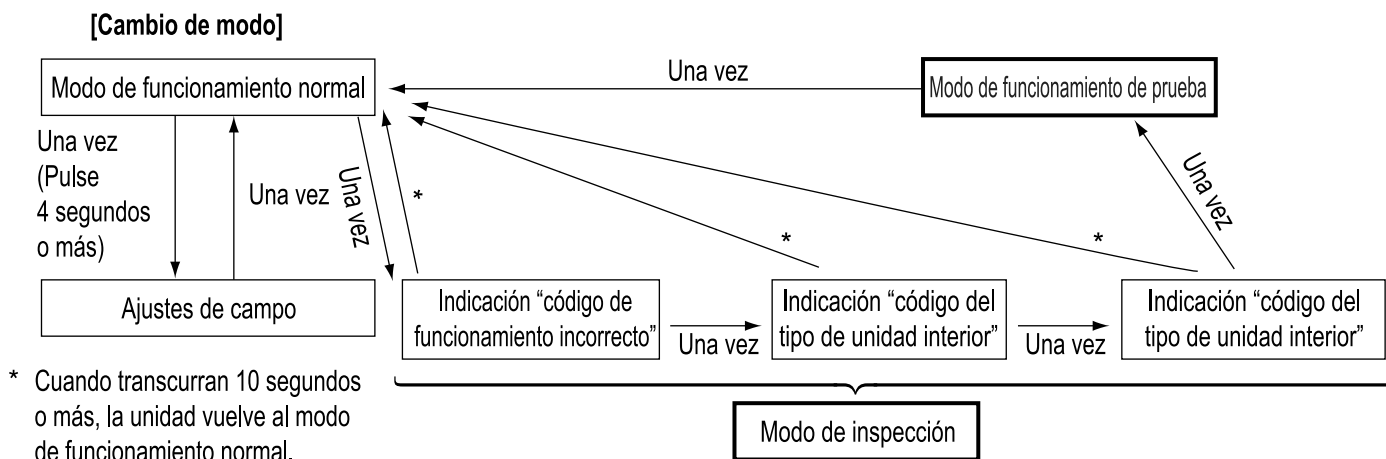 [Cambio de modo]
Modo de funcionamiento normal
Una vez
Modo de funcionamiento de prueba
Una vez
(Pulse
4 segundos
o más)
Una vez
Una vez
*
*
*
Una vez
Ajustes de campo
Indicación “código de
funcionamiento incorrecto”
Una vez
Indicación “código del
tipo de unidad interior”
Una vez
Indicación “código del
tipo de unidad interior”
* Cuando transcurran 10 segundos
o más, la unidad vuelve al modo
de funcionamiento normal.
Modo de inspección